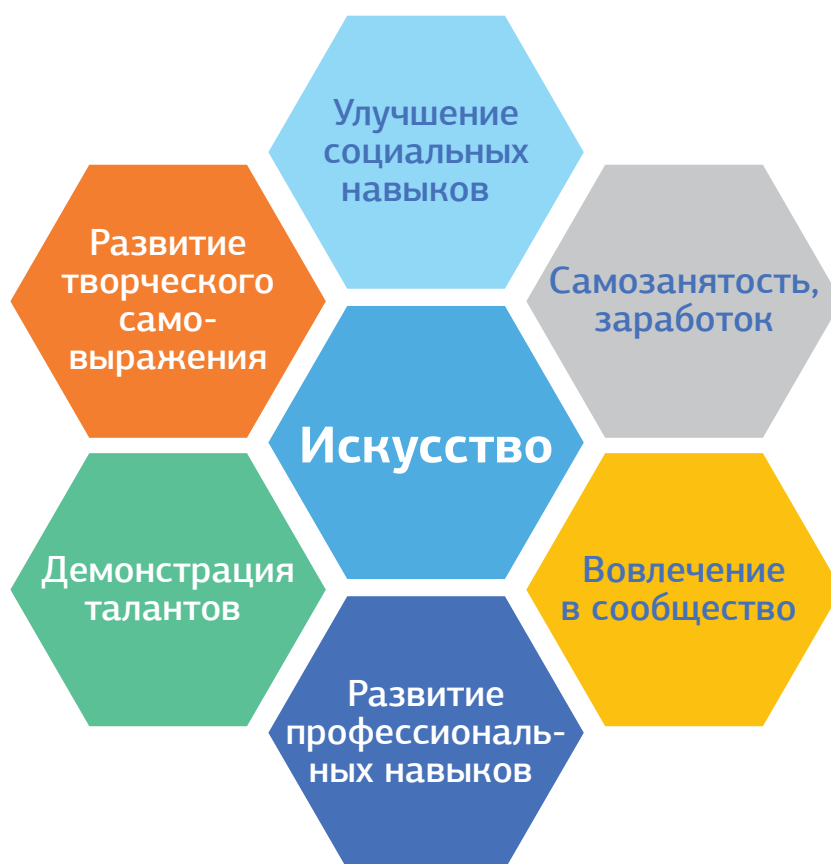 Улучшение
социальных
навыков
Развитие
творческого
само-
выражения
Самозанятость,
заработок
Искусство
Демонстрация
талантов
Вовлечение
в сообщество
Развитие
профессиональ-
ных навыков